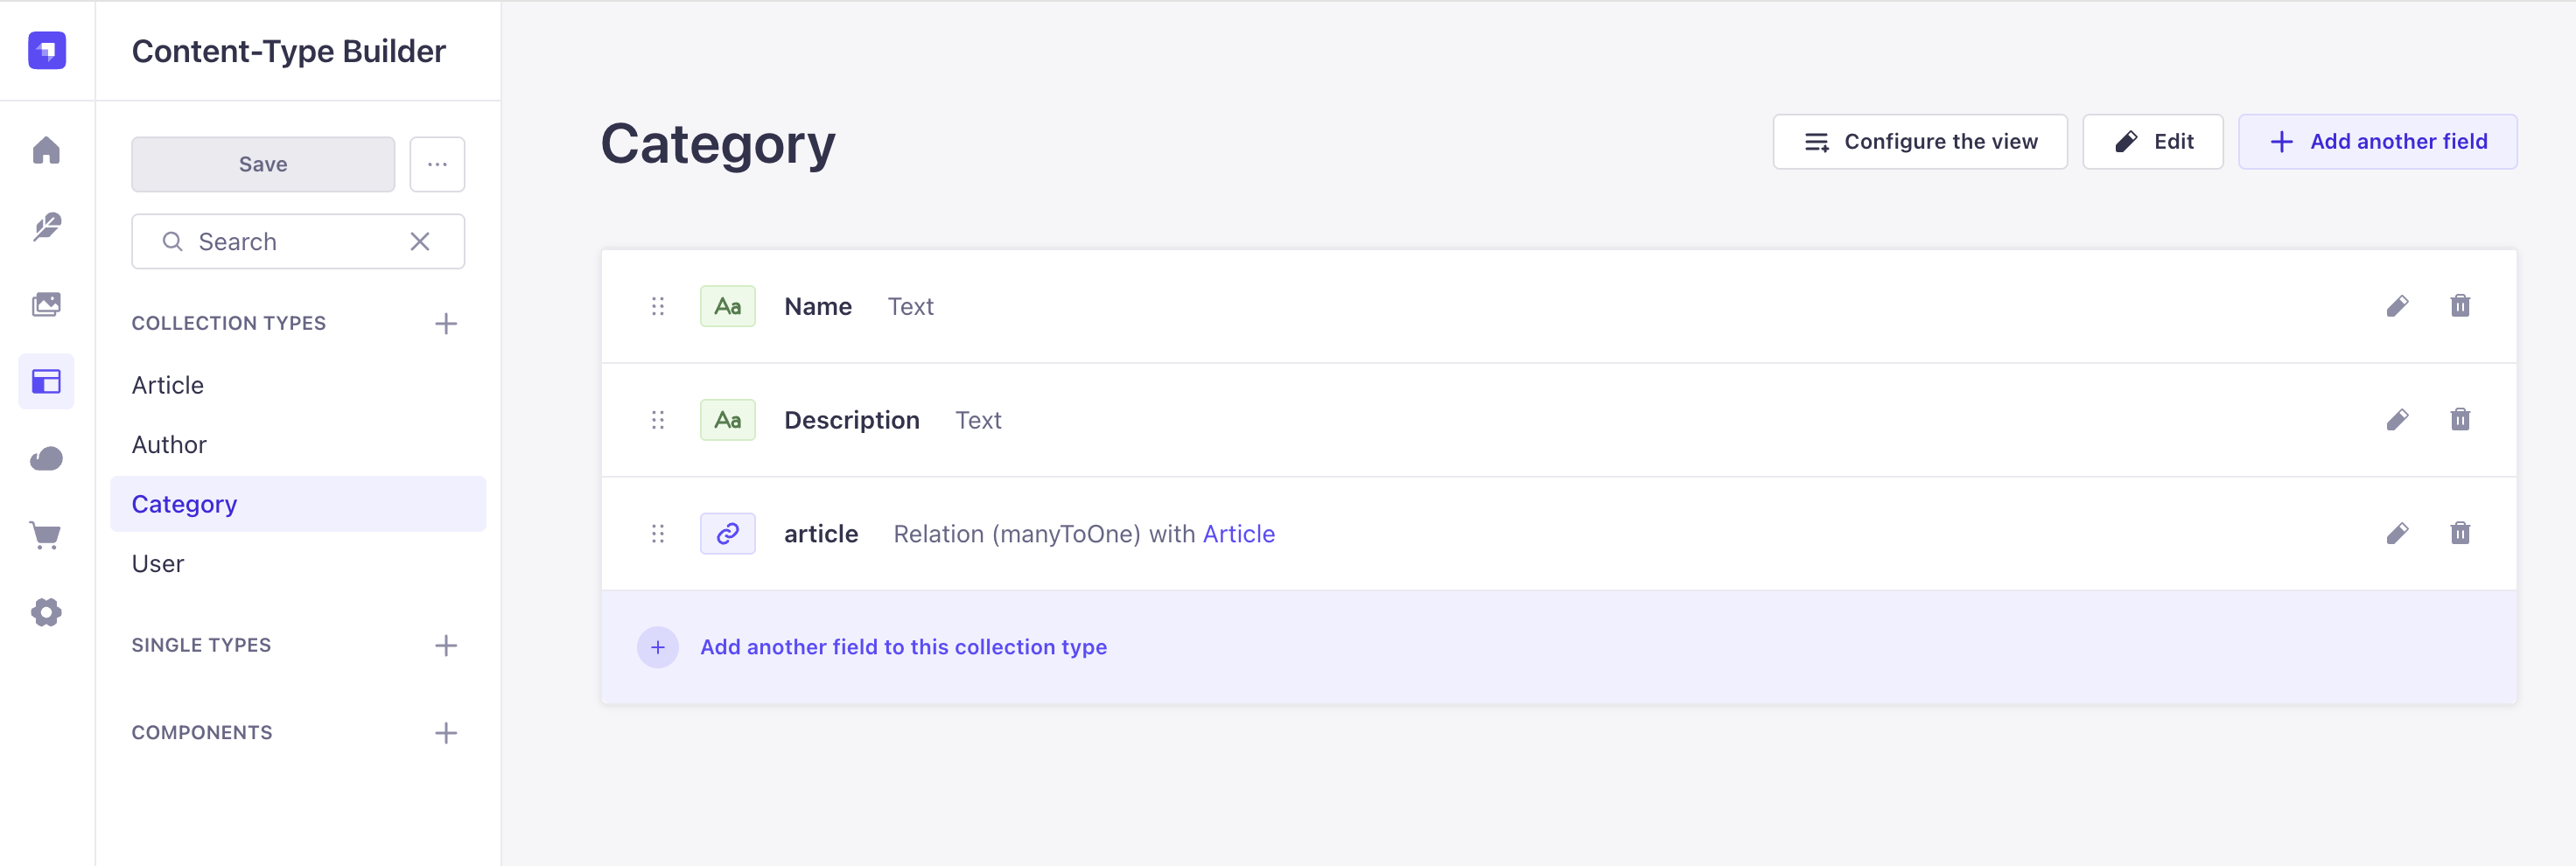 Content-Type Builder
Save
Search
COLLECTION TYPES
Article
Author
Category
User
SINGLE TYPES
COMPONENTS
Category
Configure the view
Edit
Add another field
Aa Name Text
Aa Description Text
article Relation (manyToOne) with Article
Add another field to this collection type